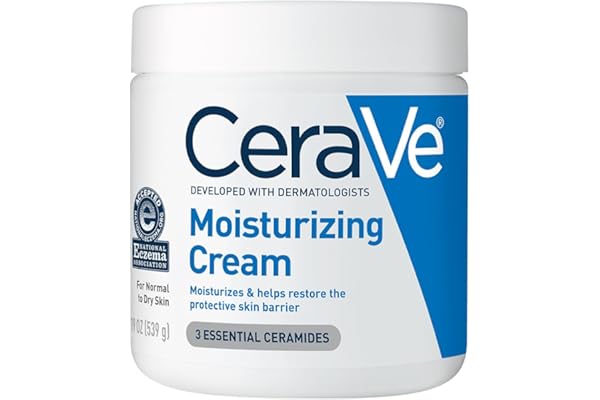 CeraVe®
DEVELOPED WITH DERMATOLOGISTS
Moisturizing
Cream
Moisturizes & helps restore the
protective skin barrier
3 ESSENTIAL CERAMIDES
ACCEPTED
e
NATIONAL
Eczema
ASSOCIATION
For Normal
to Dry Skin
19 OZ (539 g)